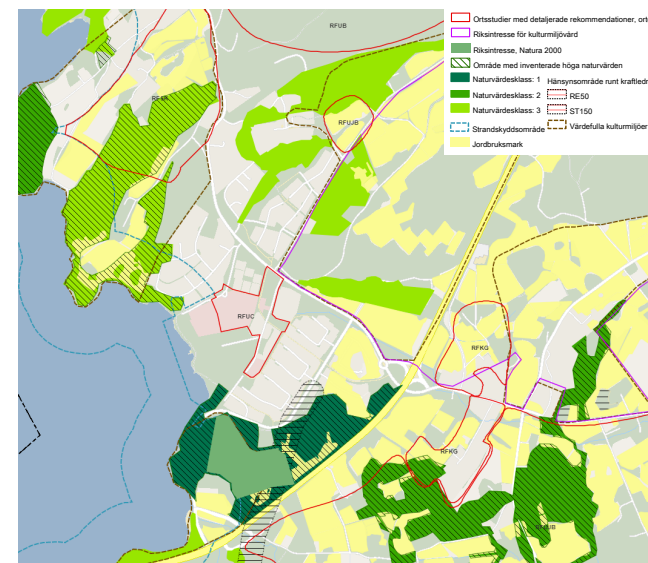 Ortsstudier med detaljerade rekommendationer, ort
Riksintresse för kulturmiljövård
Riksintresse, Natura 2000
Område med inventerade höga naturvärden
Naturvärdesklass: 1 Hänsynsområde runt kraftledn
Naturvärdesklass: 2 RE50
Naturvärdesklass: 3 ST150
Strandskyddsområde Värdefulla kulturmiljöer
Jordbruksmark
RFUB
RFUJB
RFUC
RFKG
RFKG